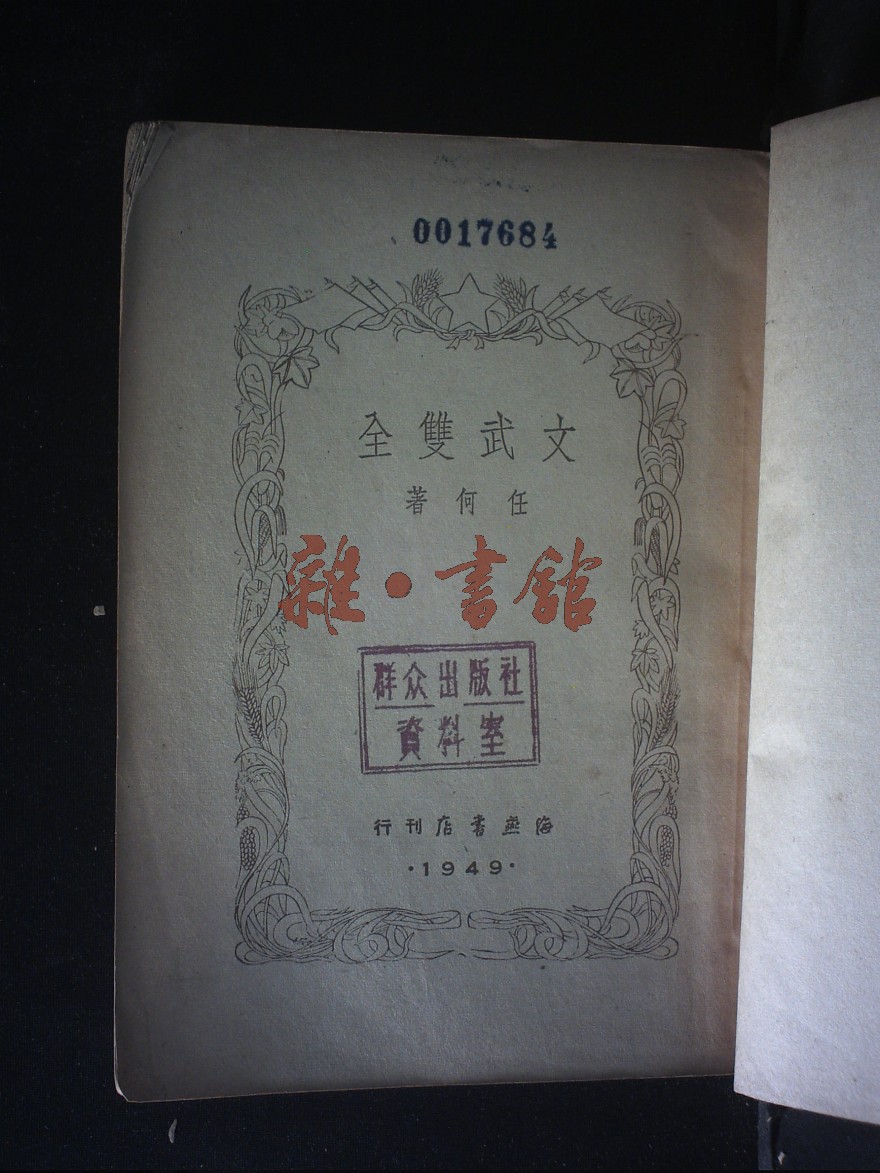 0017684
文武雙全
任何著
雜·書舘
群众出版社
資料室
海燕書店刊行
·1949·